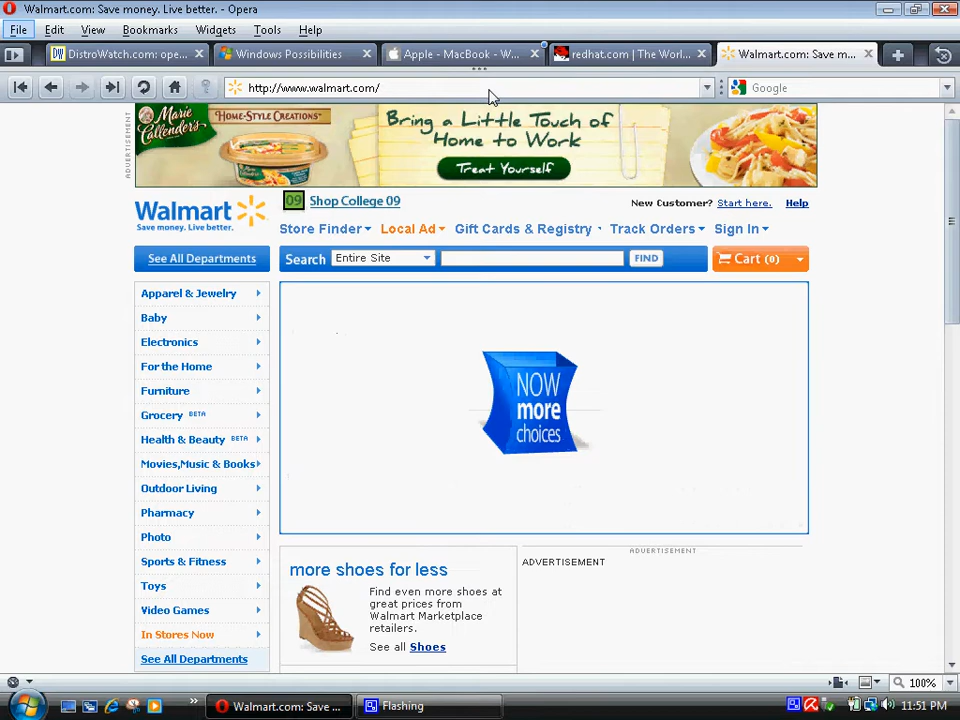 Walmart.com: Save money. Live better. - Opera
File Edit View Bookmarks Widgets Tools Help
DistroWatch.com: ope... Windows Possibilities Apple - MacBook - W... redhat.com | The Worl... Walmart.com: Save m...
http://www.walmart.com/ Google
ADVERTISEMENT
Marie Callender's
HOME-STYLE CREATIONS
Bring a Little Touch of
Home to Work
Treat Yourself
Walmart
Save money. Live better.
09 Shop College 09
New Customer? Start here. Help
Store Finder Local Ad Gift Cards & Registry Track Orders Sign In
See All Departments Search Entire Site FIND Cart (0)
Apparel & Jewelry
Baby
Electronics
For the Home
Furniture
Grocery BETA
Health & Beauty BETA
Movies,Music & Books
Outdoor Living
Pharmacy
Photo
Sports & Fitness
Toys
Video Games
In Stores Now
See All Departments
NOW
more
choices
more shoes for less
Find even more shoes at
great prices from
Walmart Marketplace
retailers.
See all Shoes
ADVERTISEMENT
ADVERTISEMENT
100%
Walmart.com: Save ... Flashing 11:51 PM